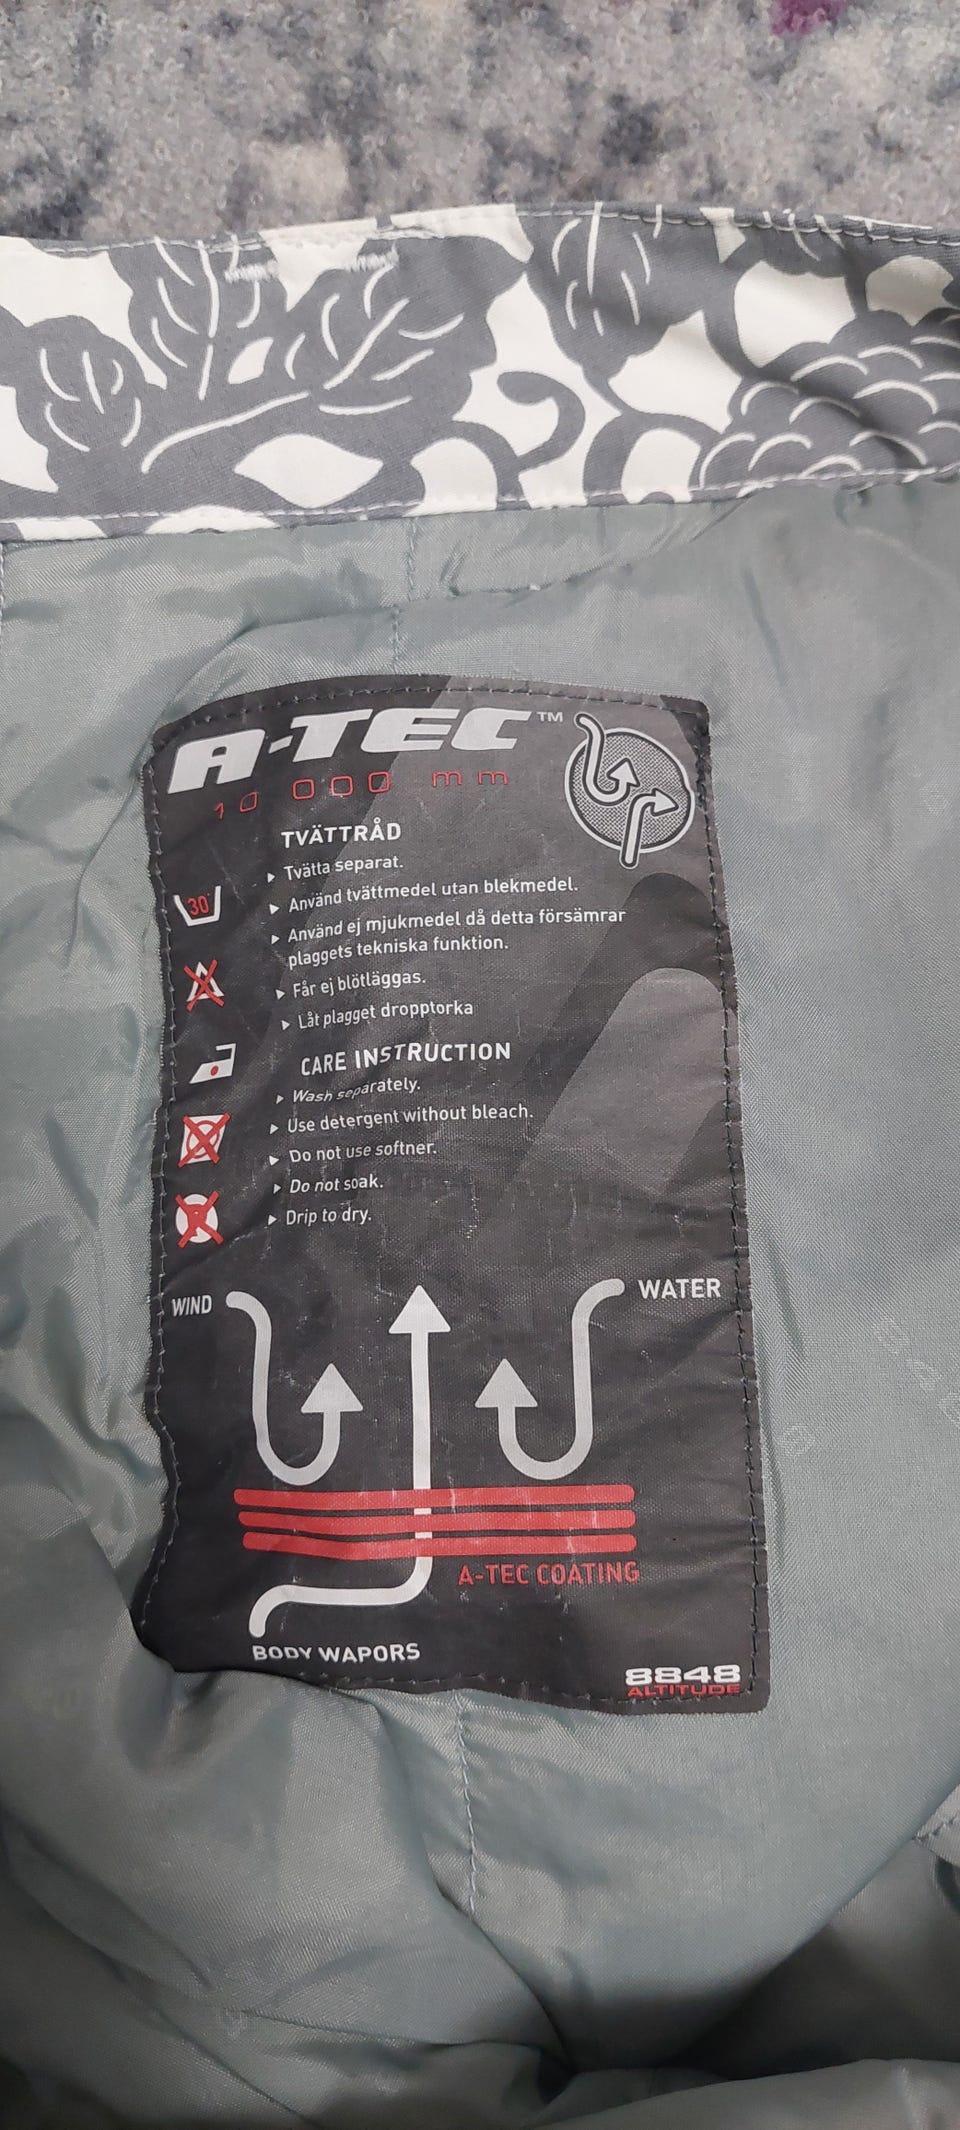 A-TEC™
10 000 mm
TVÄTTRÅD
Tvätta separat.
30°
Använd tvättmedel utan blekmedel.
Använd ej mjukmedel då detta försämrar
plaggets tekniska funktion.
Får ej blötläggas.
Låt plagget dropptorka
CARE INSTRUCTION
Wash separately.
Use detergent without bleach.
Do not use softner.
Do not soak.
Drip to dry.
WIND
WATER
A-TEC COATING
BODY WAPORS
8848
ALTITUDE